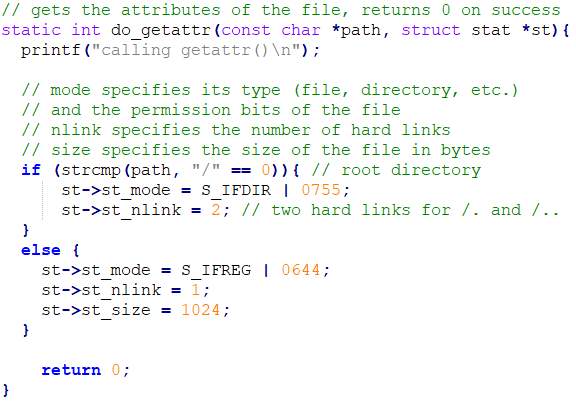 // gets the attributes of the file, returns 0 on success
static int do_getattr(const char *path, struct stat *st){
  printf("calling getattr()\n");

  // mode specifies its type (file, directory, etc.)
  // and the permission bits of the file
  // nlink specifies the number of hard links
  // size specifies the size of the file in bytes
  if (strcmp(path, "/" == 0)){ // root directory
      st->st_mode = S_IFDIR | 0755;
      st->st_nlink = 2; // two hard links for /. and /..
  }
  else {
    st->st_mode = S_IFREG | 0644;
    st->st_nlink = 1;
    st->st_size = 1024;
  }

    return 0;
}